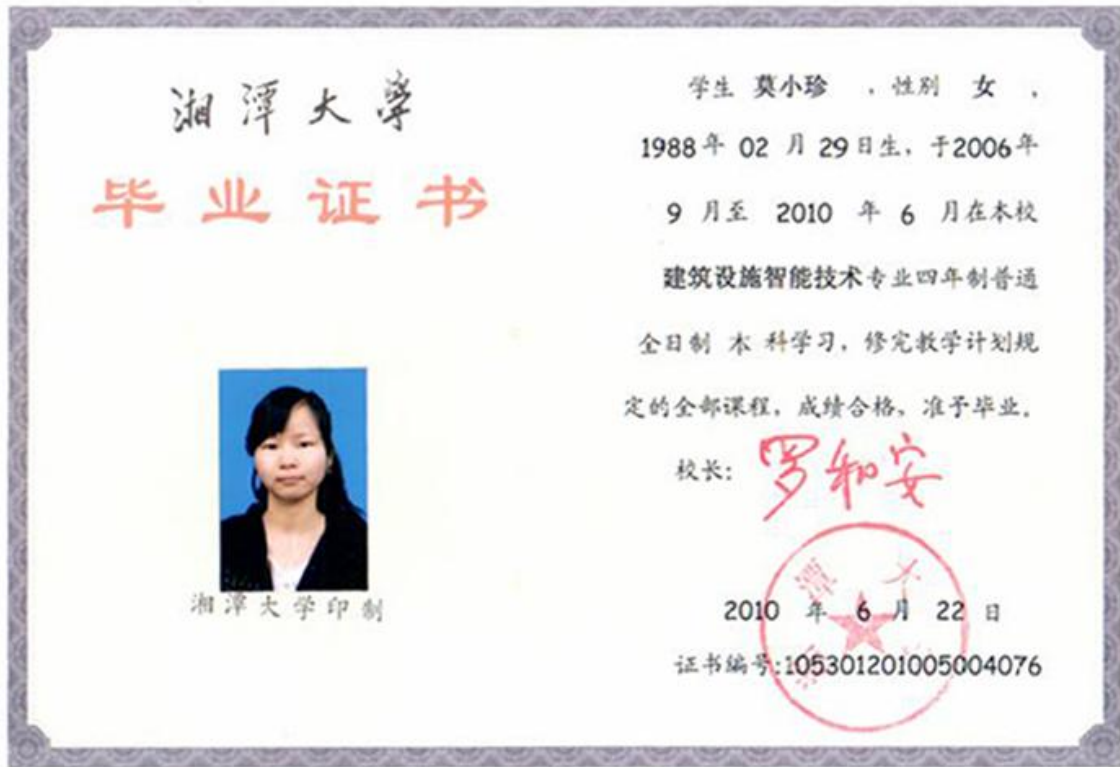 湘潭大学
毕业证书
湘潭大学印制
学生 莫小珍 ，性别 女 ，
1988年 02 月 29日生，于2006年
9 月至 2010 年 6 月在本校
建筑设施智能技术专业四年制普通
全日制 本 科学习，修完教学计划规
定的全部课程，成绩合格，准予毕业。
校长：罗和安
湘潭大学
2010 年 6 月 22 日
证书编号:105301201005004076